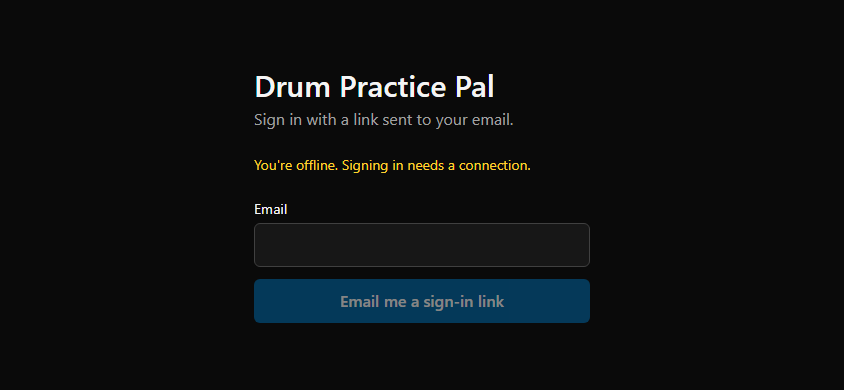 Drum Practice Pal
Sign in with a link sent to your email.
You're offline. Signing in needs a connection.
Email
Email me a sign-in link